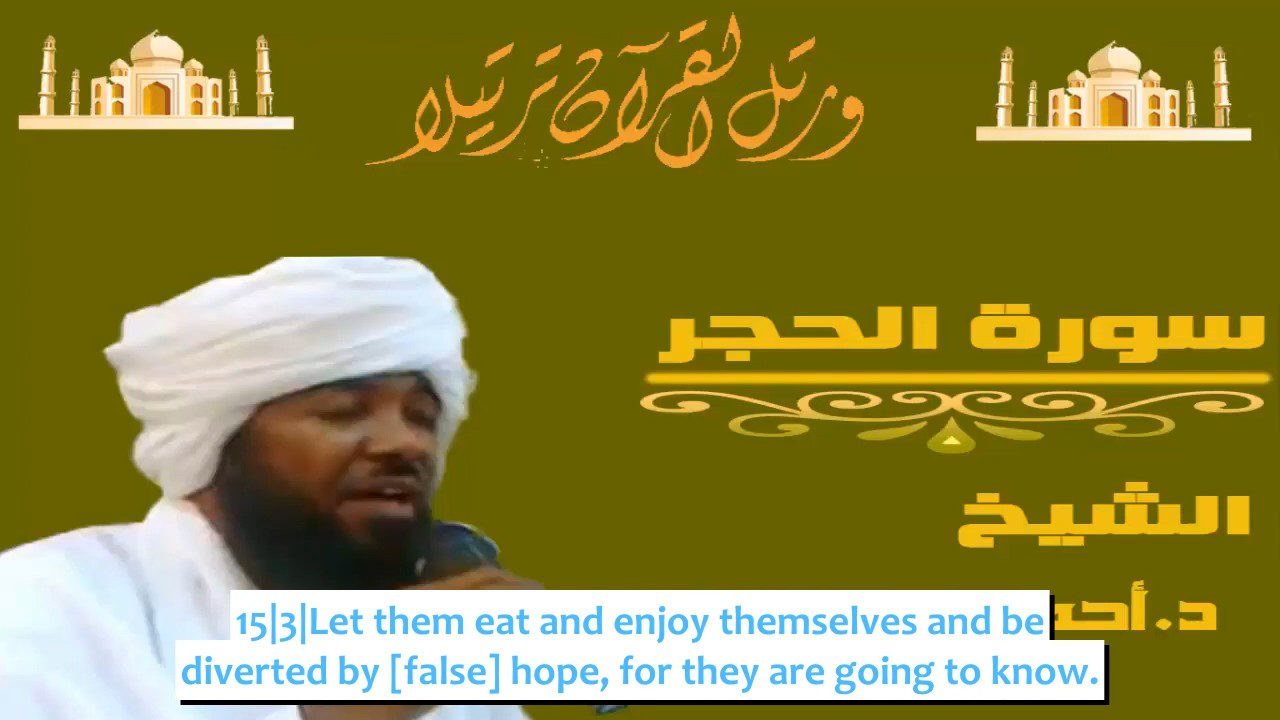 ورتل القرآن ترتيلا
سورة الحجر
الشيخ
د.أحمد
15|3|Let them eat and enjoy themselves and be
diverted by [false] hope, for they are going to know.